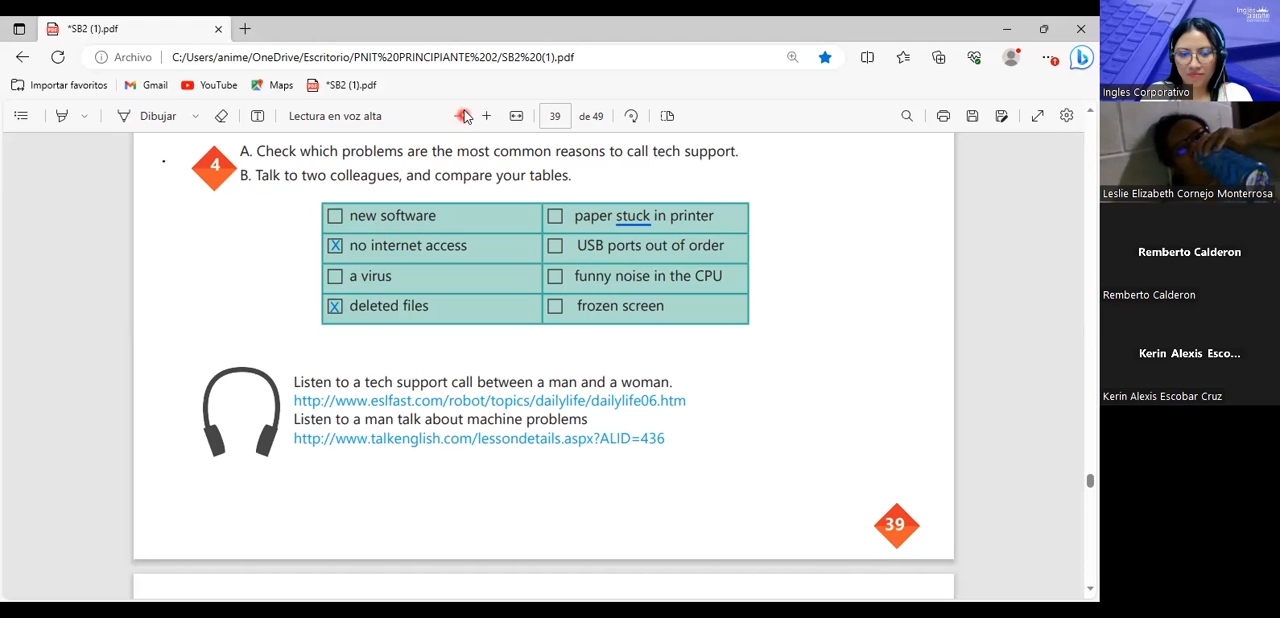 *SB2 (1).pdf
Archivo
C:/Users/anime/OneDrive/Escritorio/PNIT%20PRINCIPIANTE%202/SB2%20(1).pdf
Importar favoritos
Gmail
YouTube
Maps
*SB2 (1).pdf
Dibujar
Lectura en voz alta
39
de 49
4
A. Check which problems are the most common reasons to call tech support.
B. Talk to two colleagues, and compare your tables.
new software
paper stuck in printer
X no internet access
USB ports out of order
a virus
funny noise in the CPU
X deleted files
frozen screen
Listen to a tech support call between a man and a woman.
http://www.eslfast.com/robot/topics/dailylife/dailylife06.htm
Listen to a man talk about machine problems
http://www.talkenglish.com/lessondetails.aspx?ALID=436
39
Ingles Corporativo
Leslie Elizabeth Cornejo Monterrosa
Remberto Calderon
Remberto Calderon
Kerin Alexis Esco...
Kerin Alexis Escobar Cruz